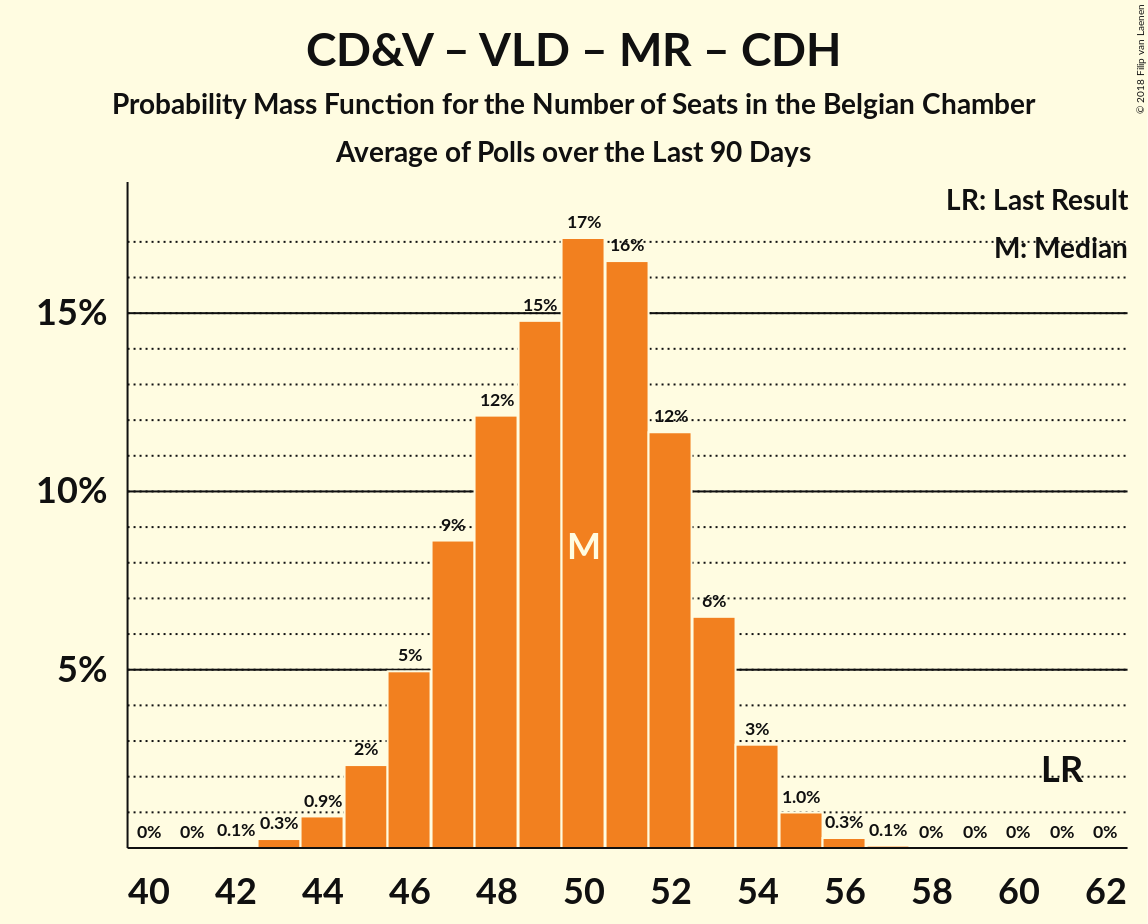 CD&V – VLD – MR – CDH
Probability Mass Function for the Number of Seats in the Belgian Chamber
Average of Polls over the Last 90 Days
© 2018 Filip van Laenen
LR: Last Result
M: Median
17%
16%
15%
15%
12%
12%
10%
9%
M
6%
5%
5%
3%
2%
LR
0%
0%
0.1%
0.3%
0.9%
1.0%
0.3%
0.1%
0%
0%
0%
0%
0%
40 42 44 46 48 50 52 54 56 58 60 62